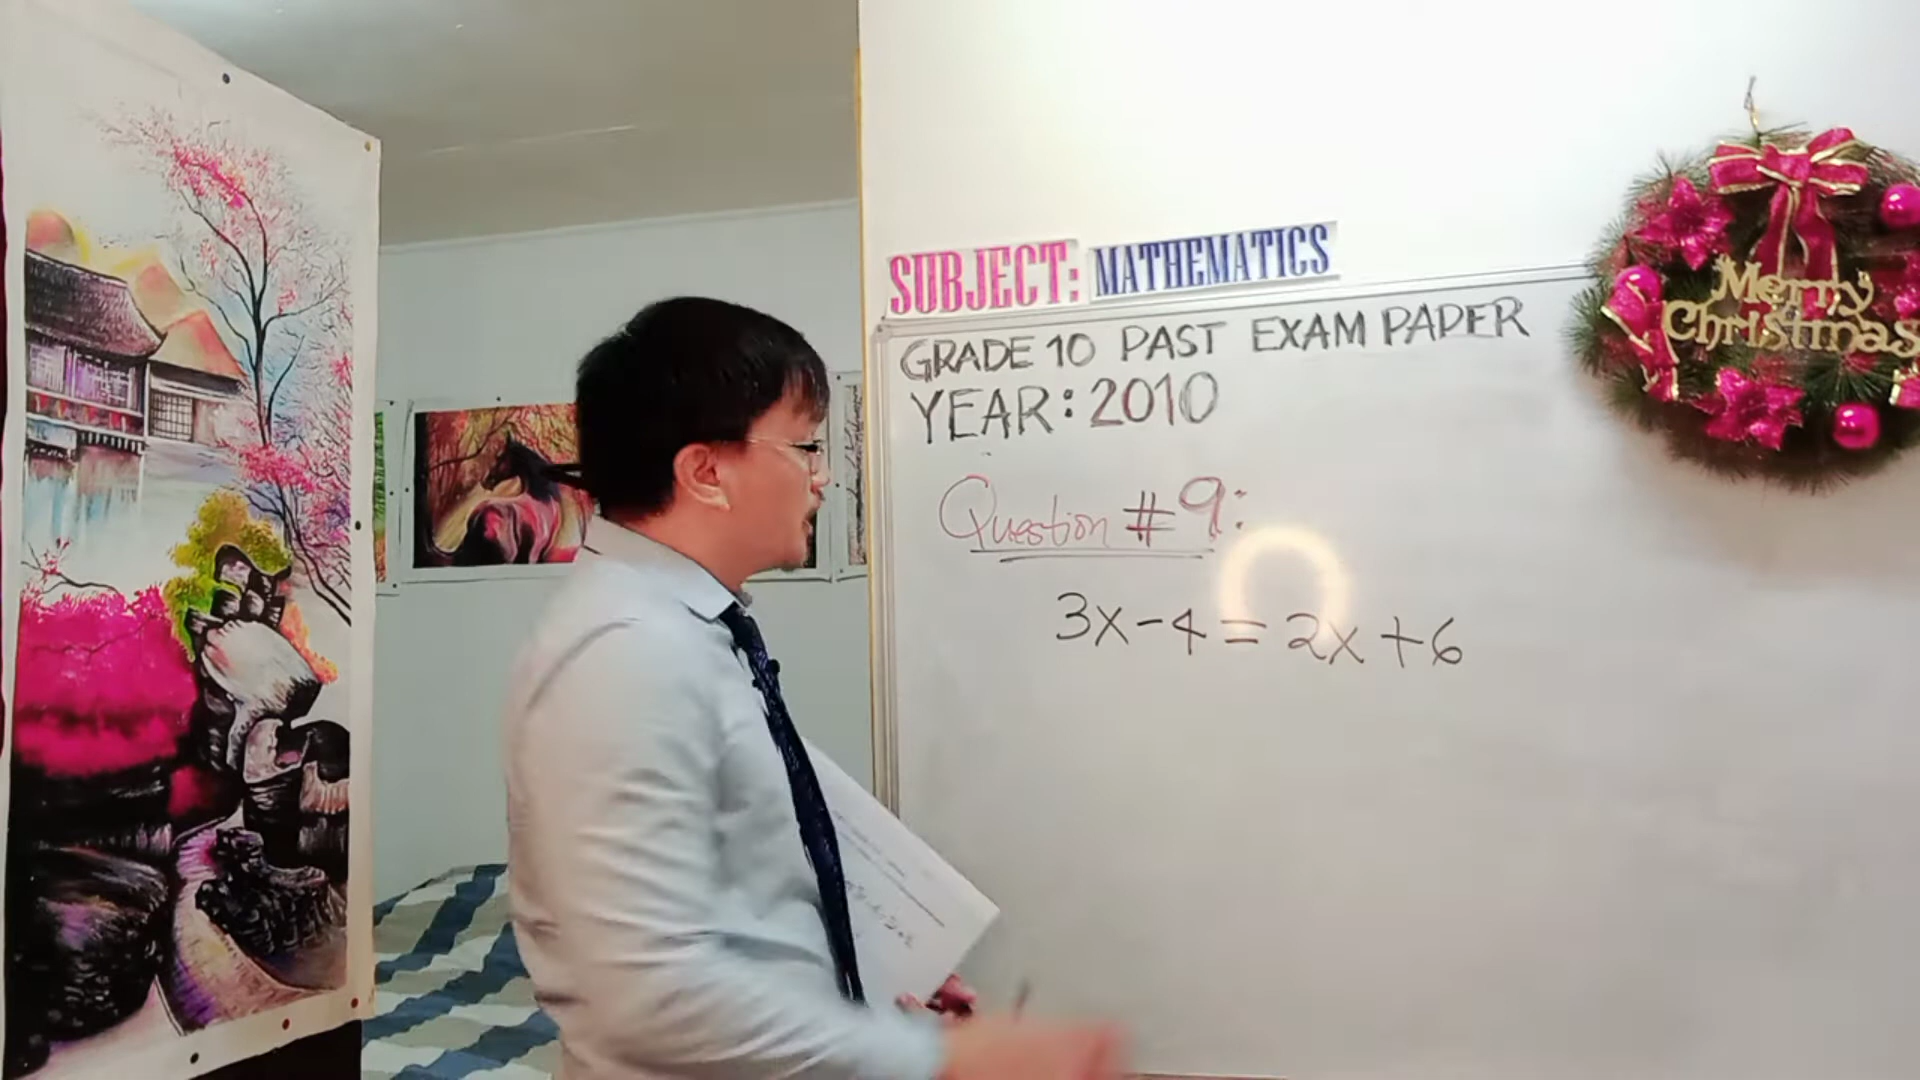 SUBJECT: MATHEMATICS
GRADE 10 PAST EXAM PAPER
YEAR: 2010
Question #9:
3x-4=2x+6
Merry
Christmas